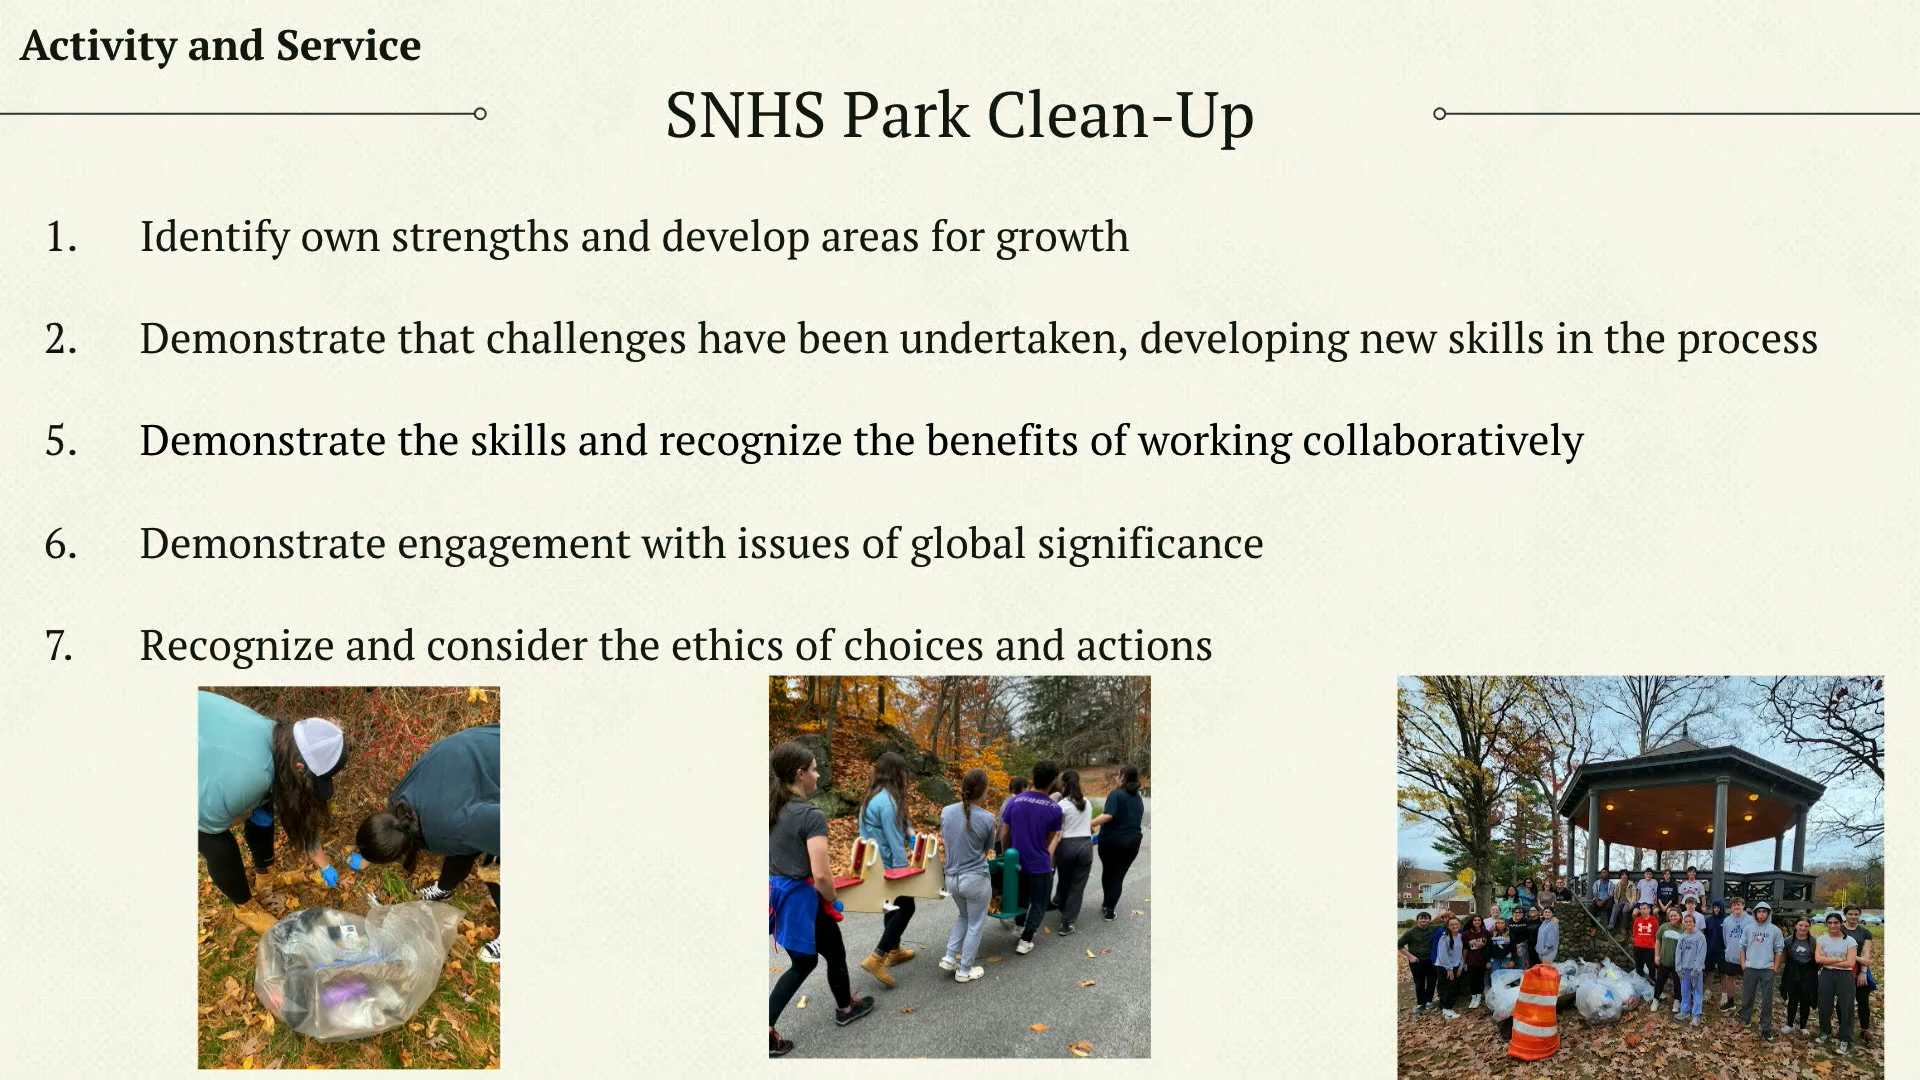 Activity and Service
SNHS Park Clean-Up
1. Identify own strengths and develop areas for growth
2. Demonstrate that challenges have been undertaken, developing new skills in the process
5. Demonstrate the skills and recognize the benefits of working collaboratively
6. Demonstrate engagement with issues of global significance
7. Recognize and consider the ethics of choices and actions